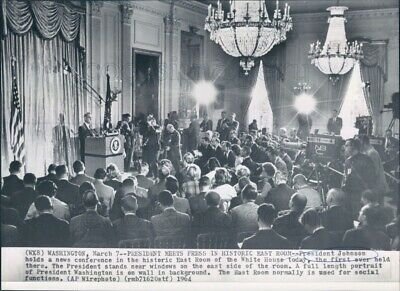 (WX8) WASHINGTON, March 7--PRESIDENT MEETS PRESS IN HISTORIC EAST ROOM--President Johnson
holds a news conference in the historic East Room of the White House today, the first ever held
there. The President stands near windows on the east side of the room. A full length portrait
of President Washington is on wall in background. The East Room normally is used for social
functions. (AP Wirephoto) (rmb71620stf) 1964